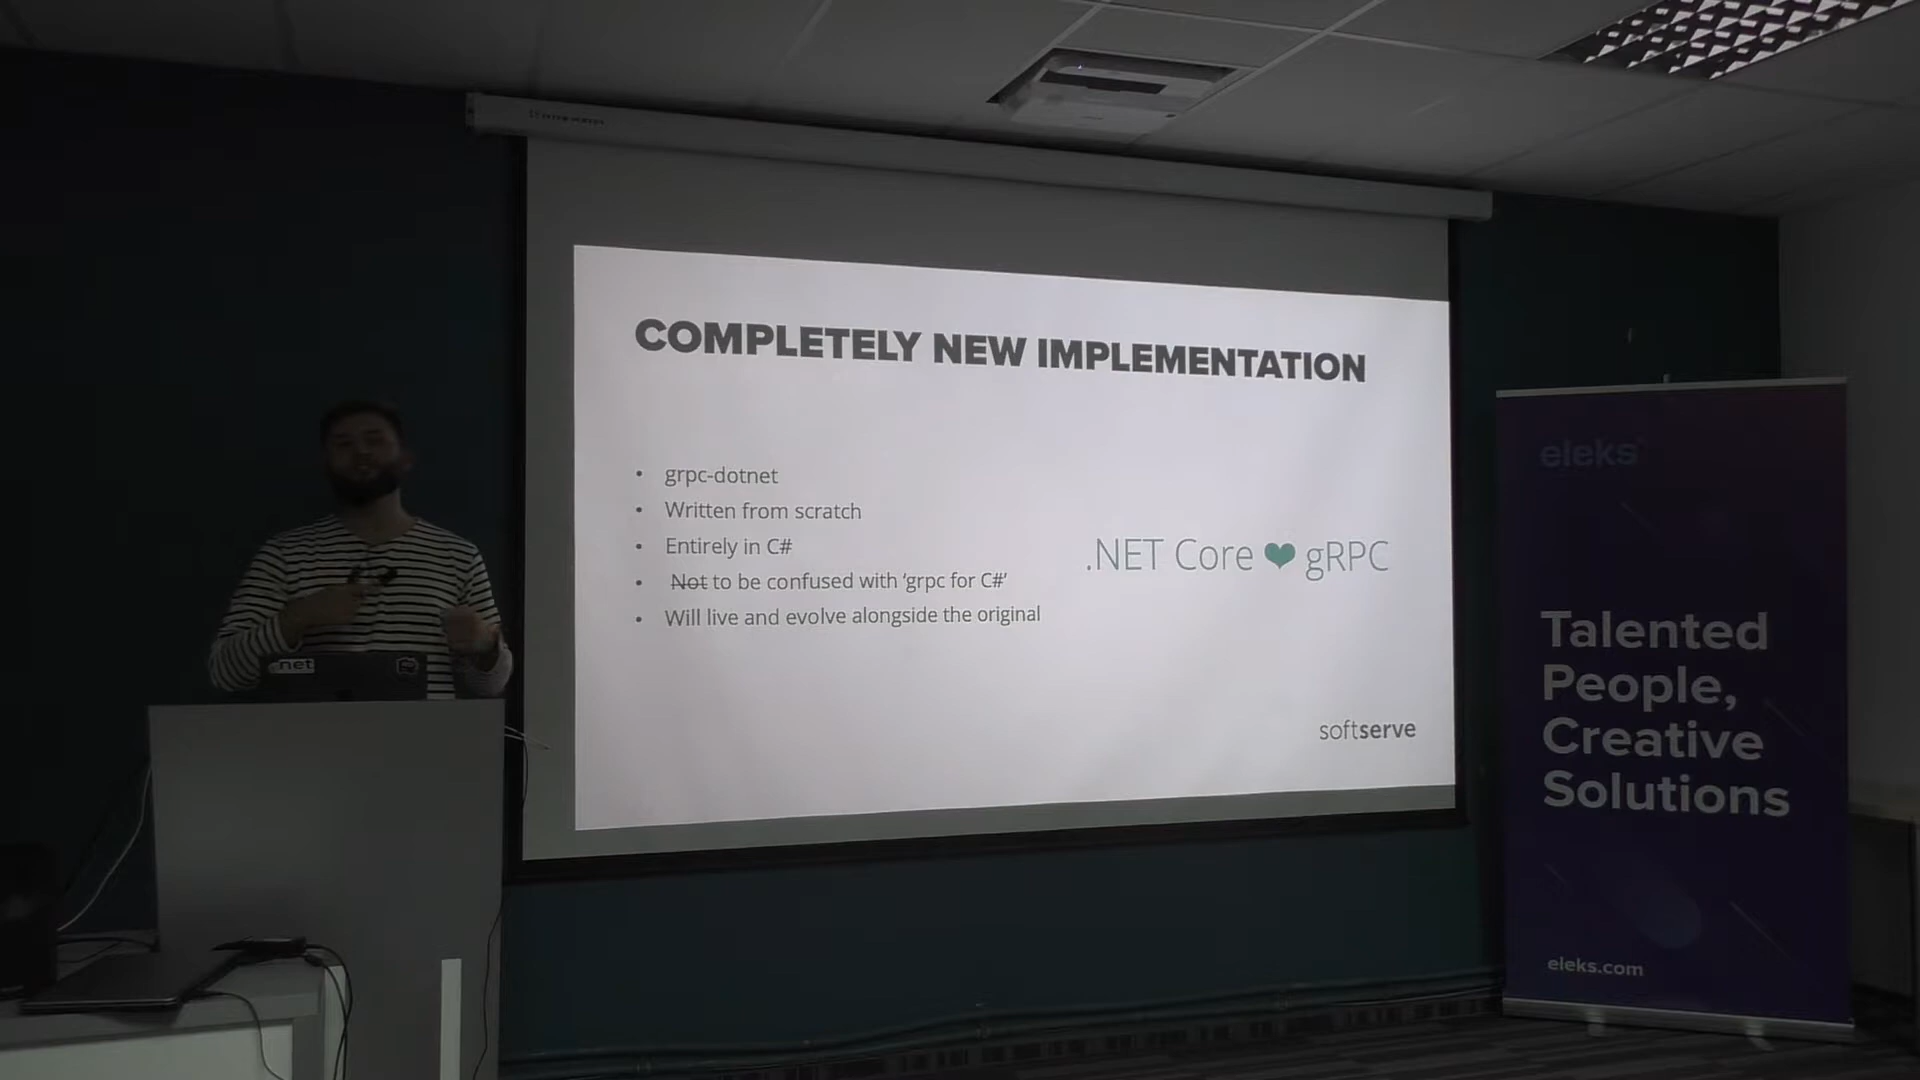 COMPLETELY NEW IMPLEMENTATION
• grpc-dotnet
• Written from scratch
• Entirely in C#
• Not to be confused with ‘grpc for C#’
• Will live and evolve alongside the original
.NET Core ❤ gRPC
softserve
.net
eleks
Talented
People,
Creative
Solutions
eleks.com